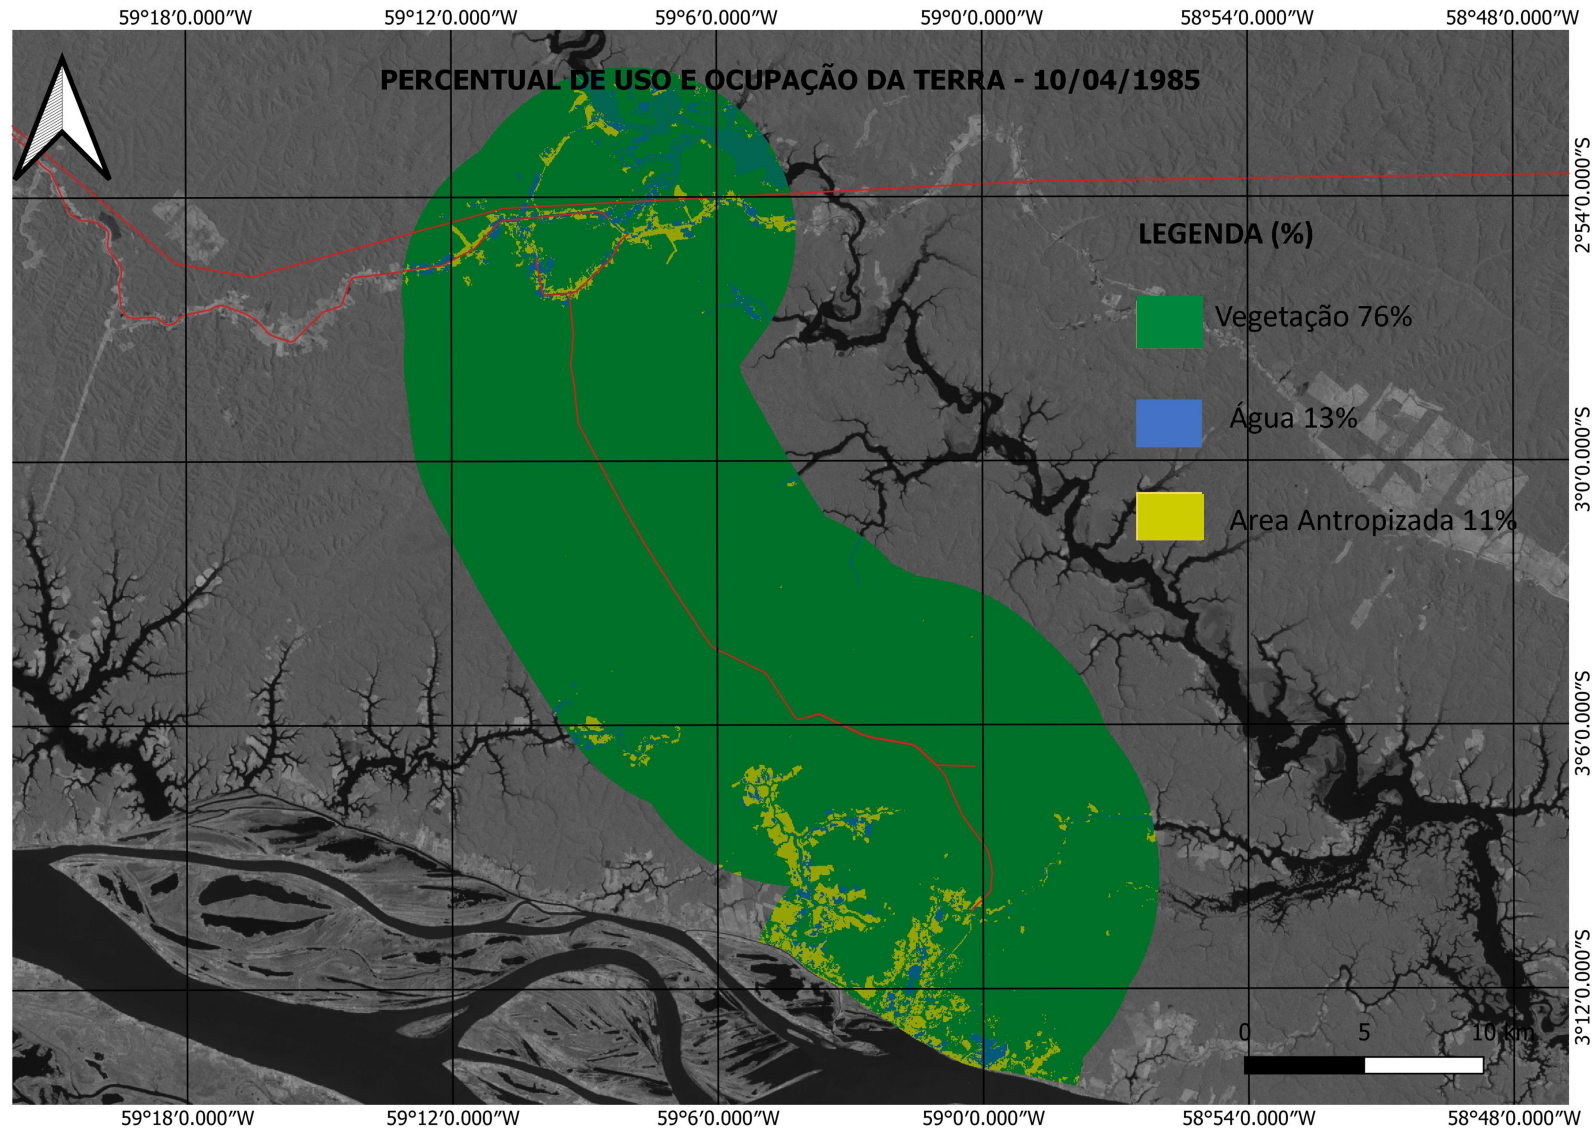 59°18′0.000″W 59°12′0.000″W 59°6′0.000″W 59°0′0.000″W 58°54′0.000″W 58°48′0.000″W
PERCENTUAL DE USO E OCUPAÇÃO DA TERRA - 10/04/1985
2°54′0.000″S
LEGENDA (%)
Vegetação 76%
Água 13%
3°0′0.000″S
Area Antropizada 11%
3°6′0.000″S
3°12′0.000″S
0 5 10 km
59°18′0.000″W 59°12′0.000″W 59°6′0.000″W 59°0′0.000″W 58°54′0.000″W 58°48′0.000″W